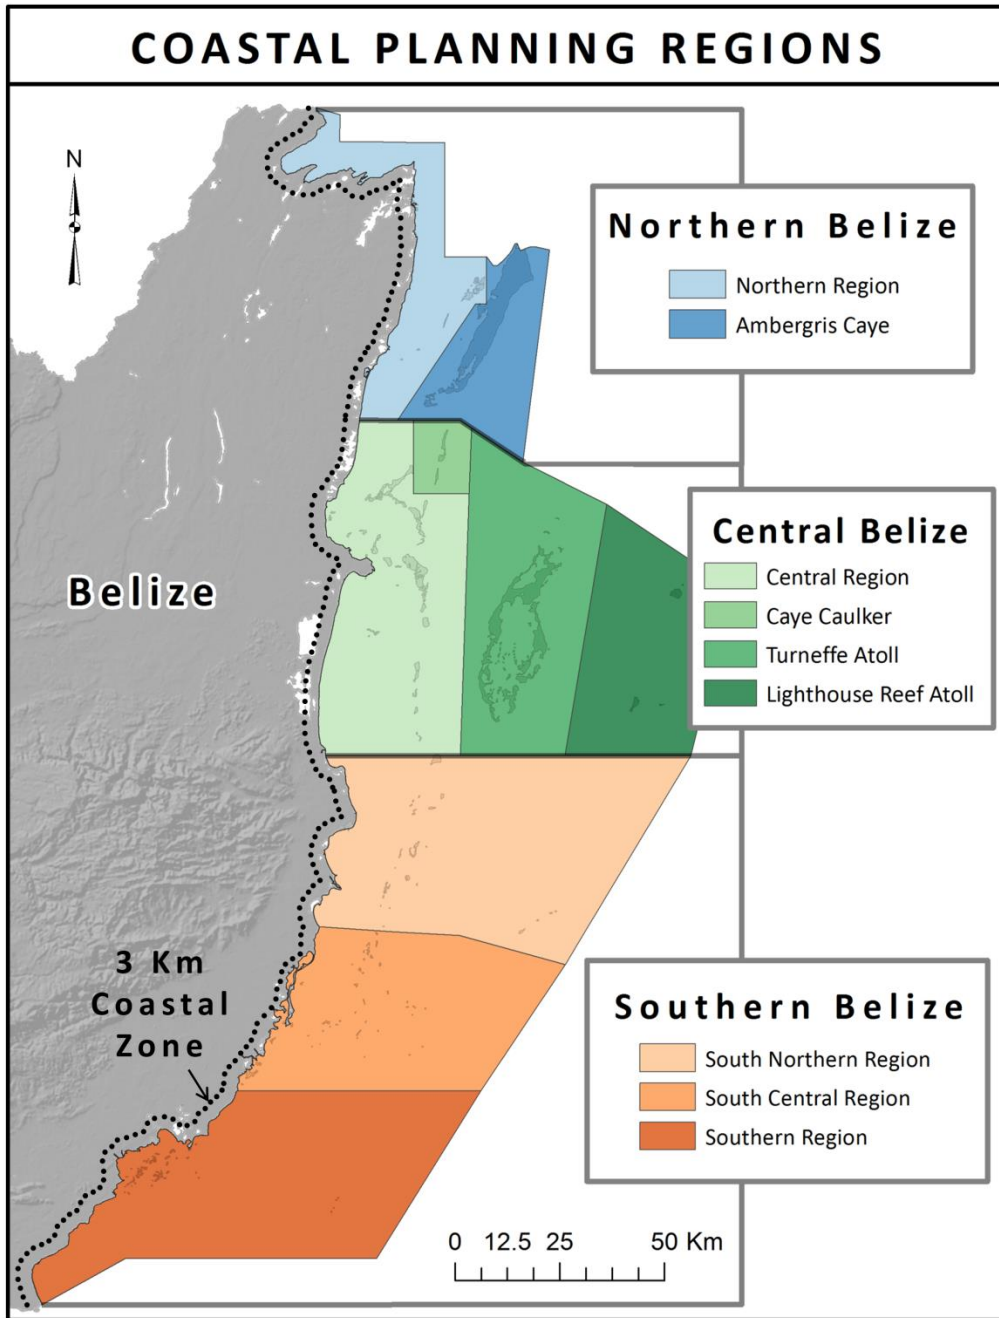 COASTAL PLANNING REGIONS
N
Northern Belize
Northern Region
Ambergris Caye
Central Belize
Central Region
Caye Caulker
Turneffe Atoll
Lighthouse Reef Atoll
Belize
3 Km
Coastal
Zone
Southern Belize
South Northern Region
South Central Region
Southern Region
0 12.5 25 50 Km